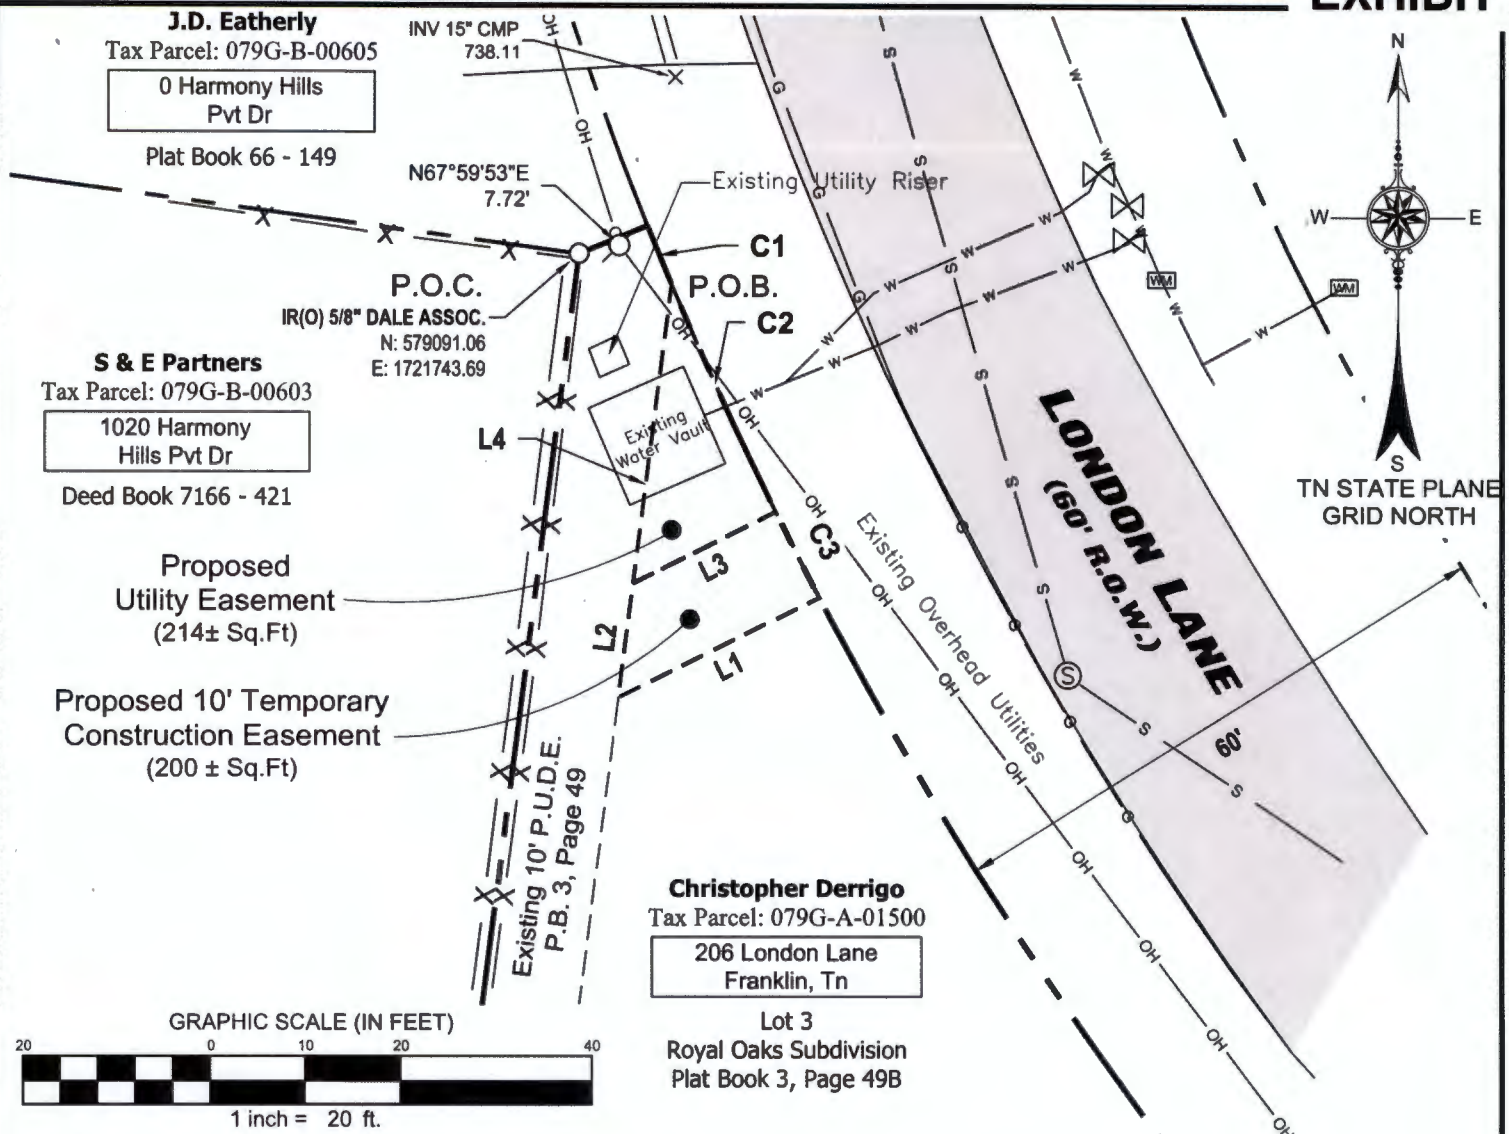 EXHIBIT
J.D. Eatherly
Tax Parcel: 079G-B-00605
0 Harmony Hills
Pvt Dr
Plat Book 66 - 149
INV 15" CMP
738.11
N67°59'53"E
7.72'
Existing Utility Riser
C1
P.O.C.
P.O.B.
IR(O) 5/8" DALE ASSOC.
N: 579091.06
E: 1721743.69
C2
S & E Partners
Tax Parcel: 079G-B-00603
1020 Harmony
Hills Pvt Dr
Deed Book 7166 - 421
L4
Existing
Water Vault
Proposed
Utility Easement
(214± Sq.Ft)
L3
C3
L2
L1
Proposed 10' Temporary
Construction Easement
(200 ± Sq.Ft)
Existing 10' P.U.D.E.
P.B. 3, Page 49
Existing Overhead Utilities
LONDON LANE
(60' R.O.W.)
60'
S
WM
WM
N
W
E
S
TN STATE PLANE
GRID NORTH
Christopher Derrigo
Tax Parcel: 079G-A-01500
206 London Lane
Franklin, Tn
Lot 3
Royal Oaks Subdivision
Plat Book 3, Page 49B
GRAPHIC SCALE (IN FEET)
20 0 10 20 40
1 inch = 20 ft.